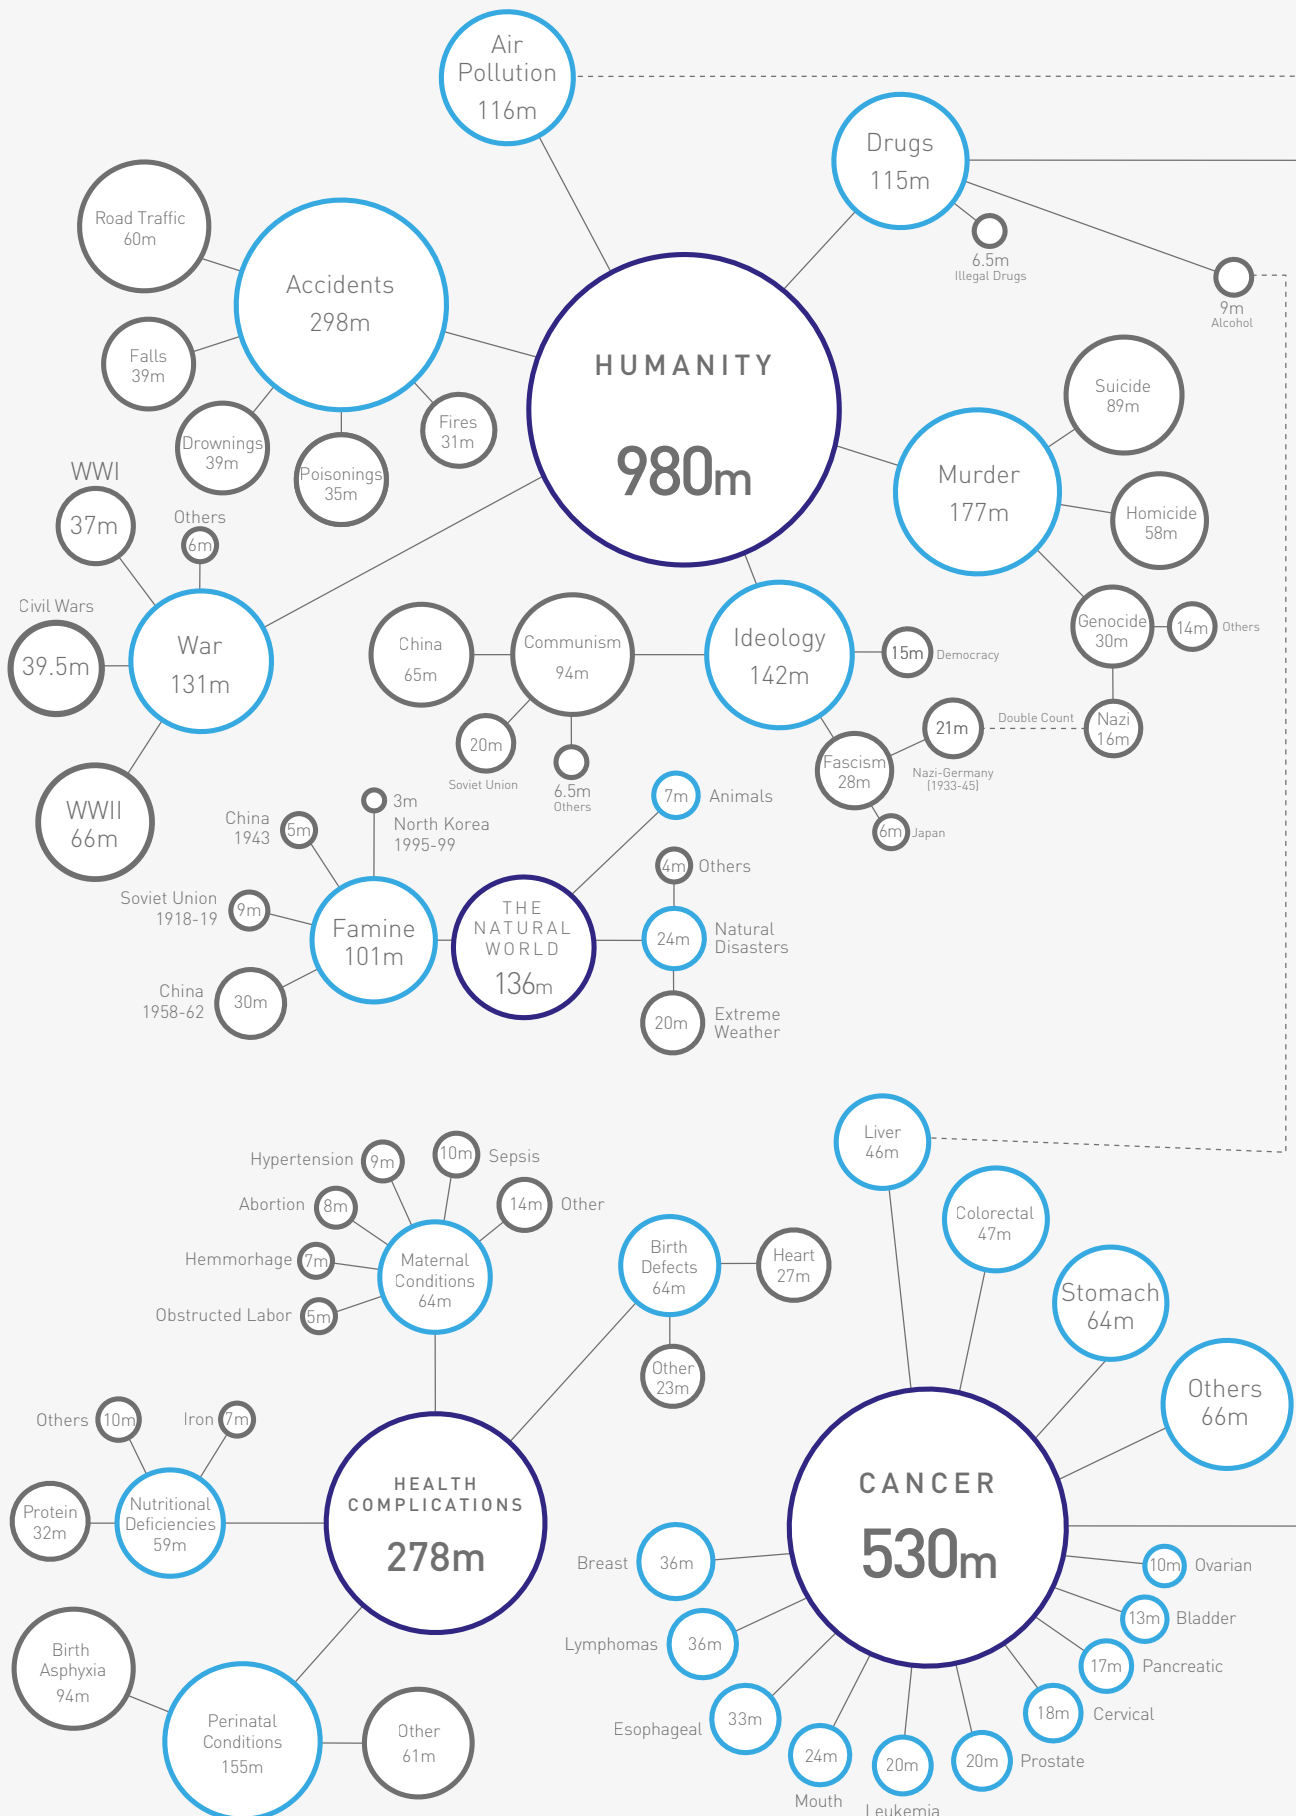 Air
Pollution
116m
Drugs
115m
6.5m
Illegal Drugs
9m
Alcohol
Road Traffic
60m
Accidents
298m
Falls
39m
Drownings
39m
Poisonings
35m
Fires
31m
HUMANITY
980m
Suicide
89m
Murder
177m
Homicide
58m
Genocide
30m
14m
Others
Nazi
16m
Double Count
WWI
37m
Others
6m
Civil Wars
39.5m
War
131m
WWII
66m
China
65m
Communism
94m
20m
Soviet Union
6.5m
Others
Ideology
142m
15m
Democracy
Fascism
28m
21m
Nazi-Germany
(1933-45)
6m
Japan
7m
Animals
China
1943
5m
3m
North Korea
1995-99
Soviet Union
1918-19
9m
Famine
101m
China
1958-62
30m
THE
NATURAL
WORLD
136m
4m
Others
24m
Natural
Disasters
20m
Extreme
Weather
Hypertension
9m
10m
Sepsis
Abortion
8m
14m
Other
Hemmorhage
7m
Maternal
Conditions
64m
Obstructed Labor
5m
Birth
Defects
64m
Heart
27m
Other
23m
Others
10m
Iron
7m
Protein
32m
Nutritional
Deficiencies
59m
HEALTH
COMPLICATIONS
278m
Birth
Asphyxia
94m
Perinatal
Conditions
155m
Other
61m
Liver
46m
Colorectal
47m
Stomach
64m
Others
66m
CANCER
530m
Breast
36m
Lymphomas
36m
Esophageal
33m
24m
Mouth
20m
Leukemia
20m
Prostate
18m
Cervical
17m
Pancreatic
13m
Bladder
10m
Ovarian